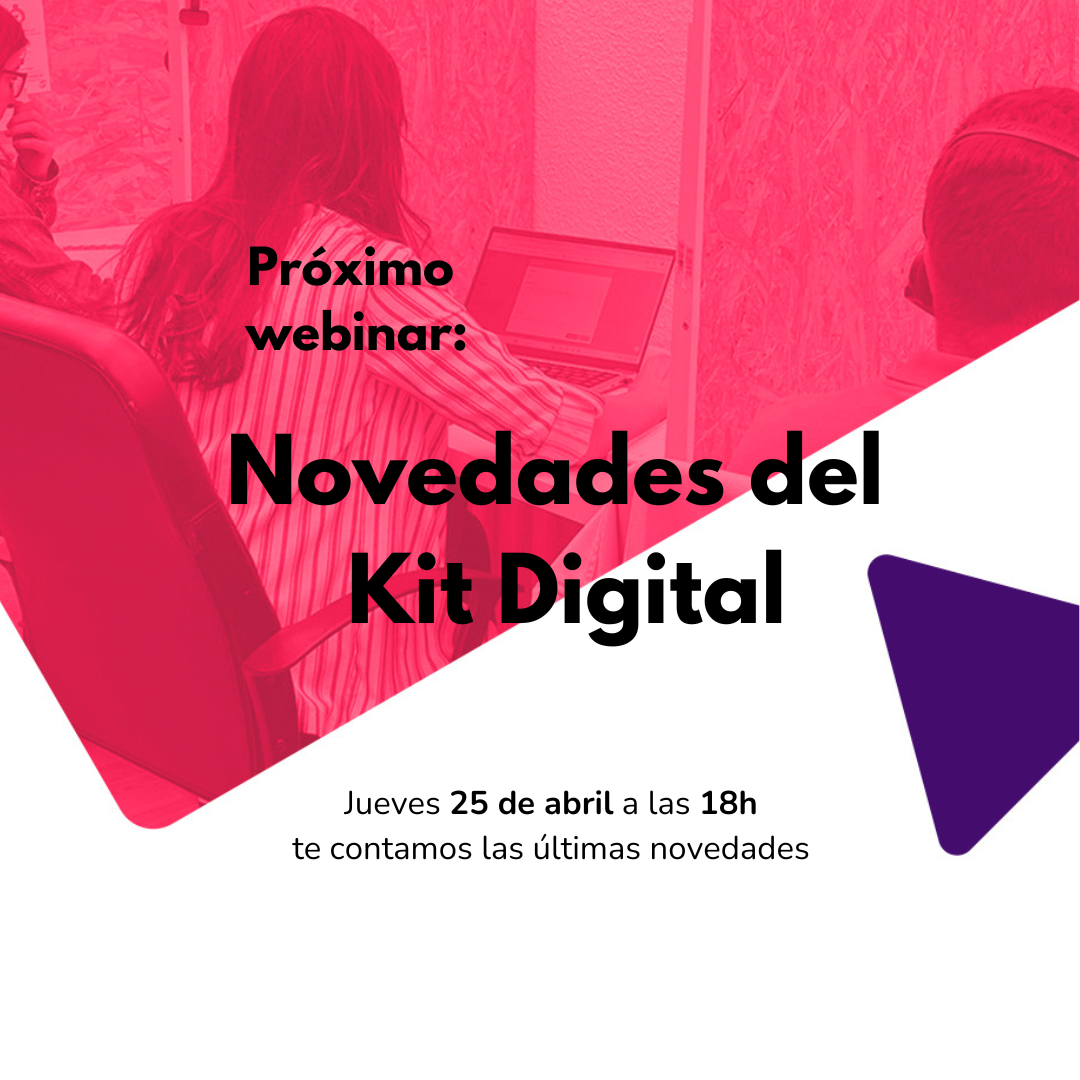 Próximo
webinar:
Novedades del
Kit Digital
Jueves 25 de abril a las 18h
te contamos las últimas novedades